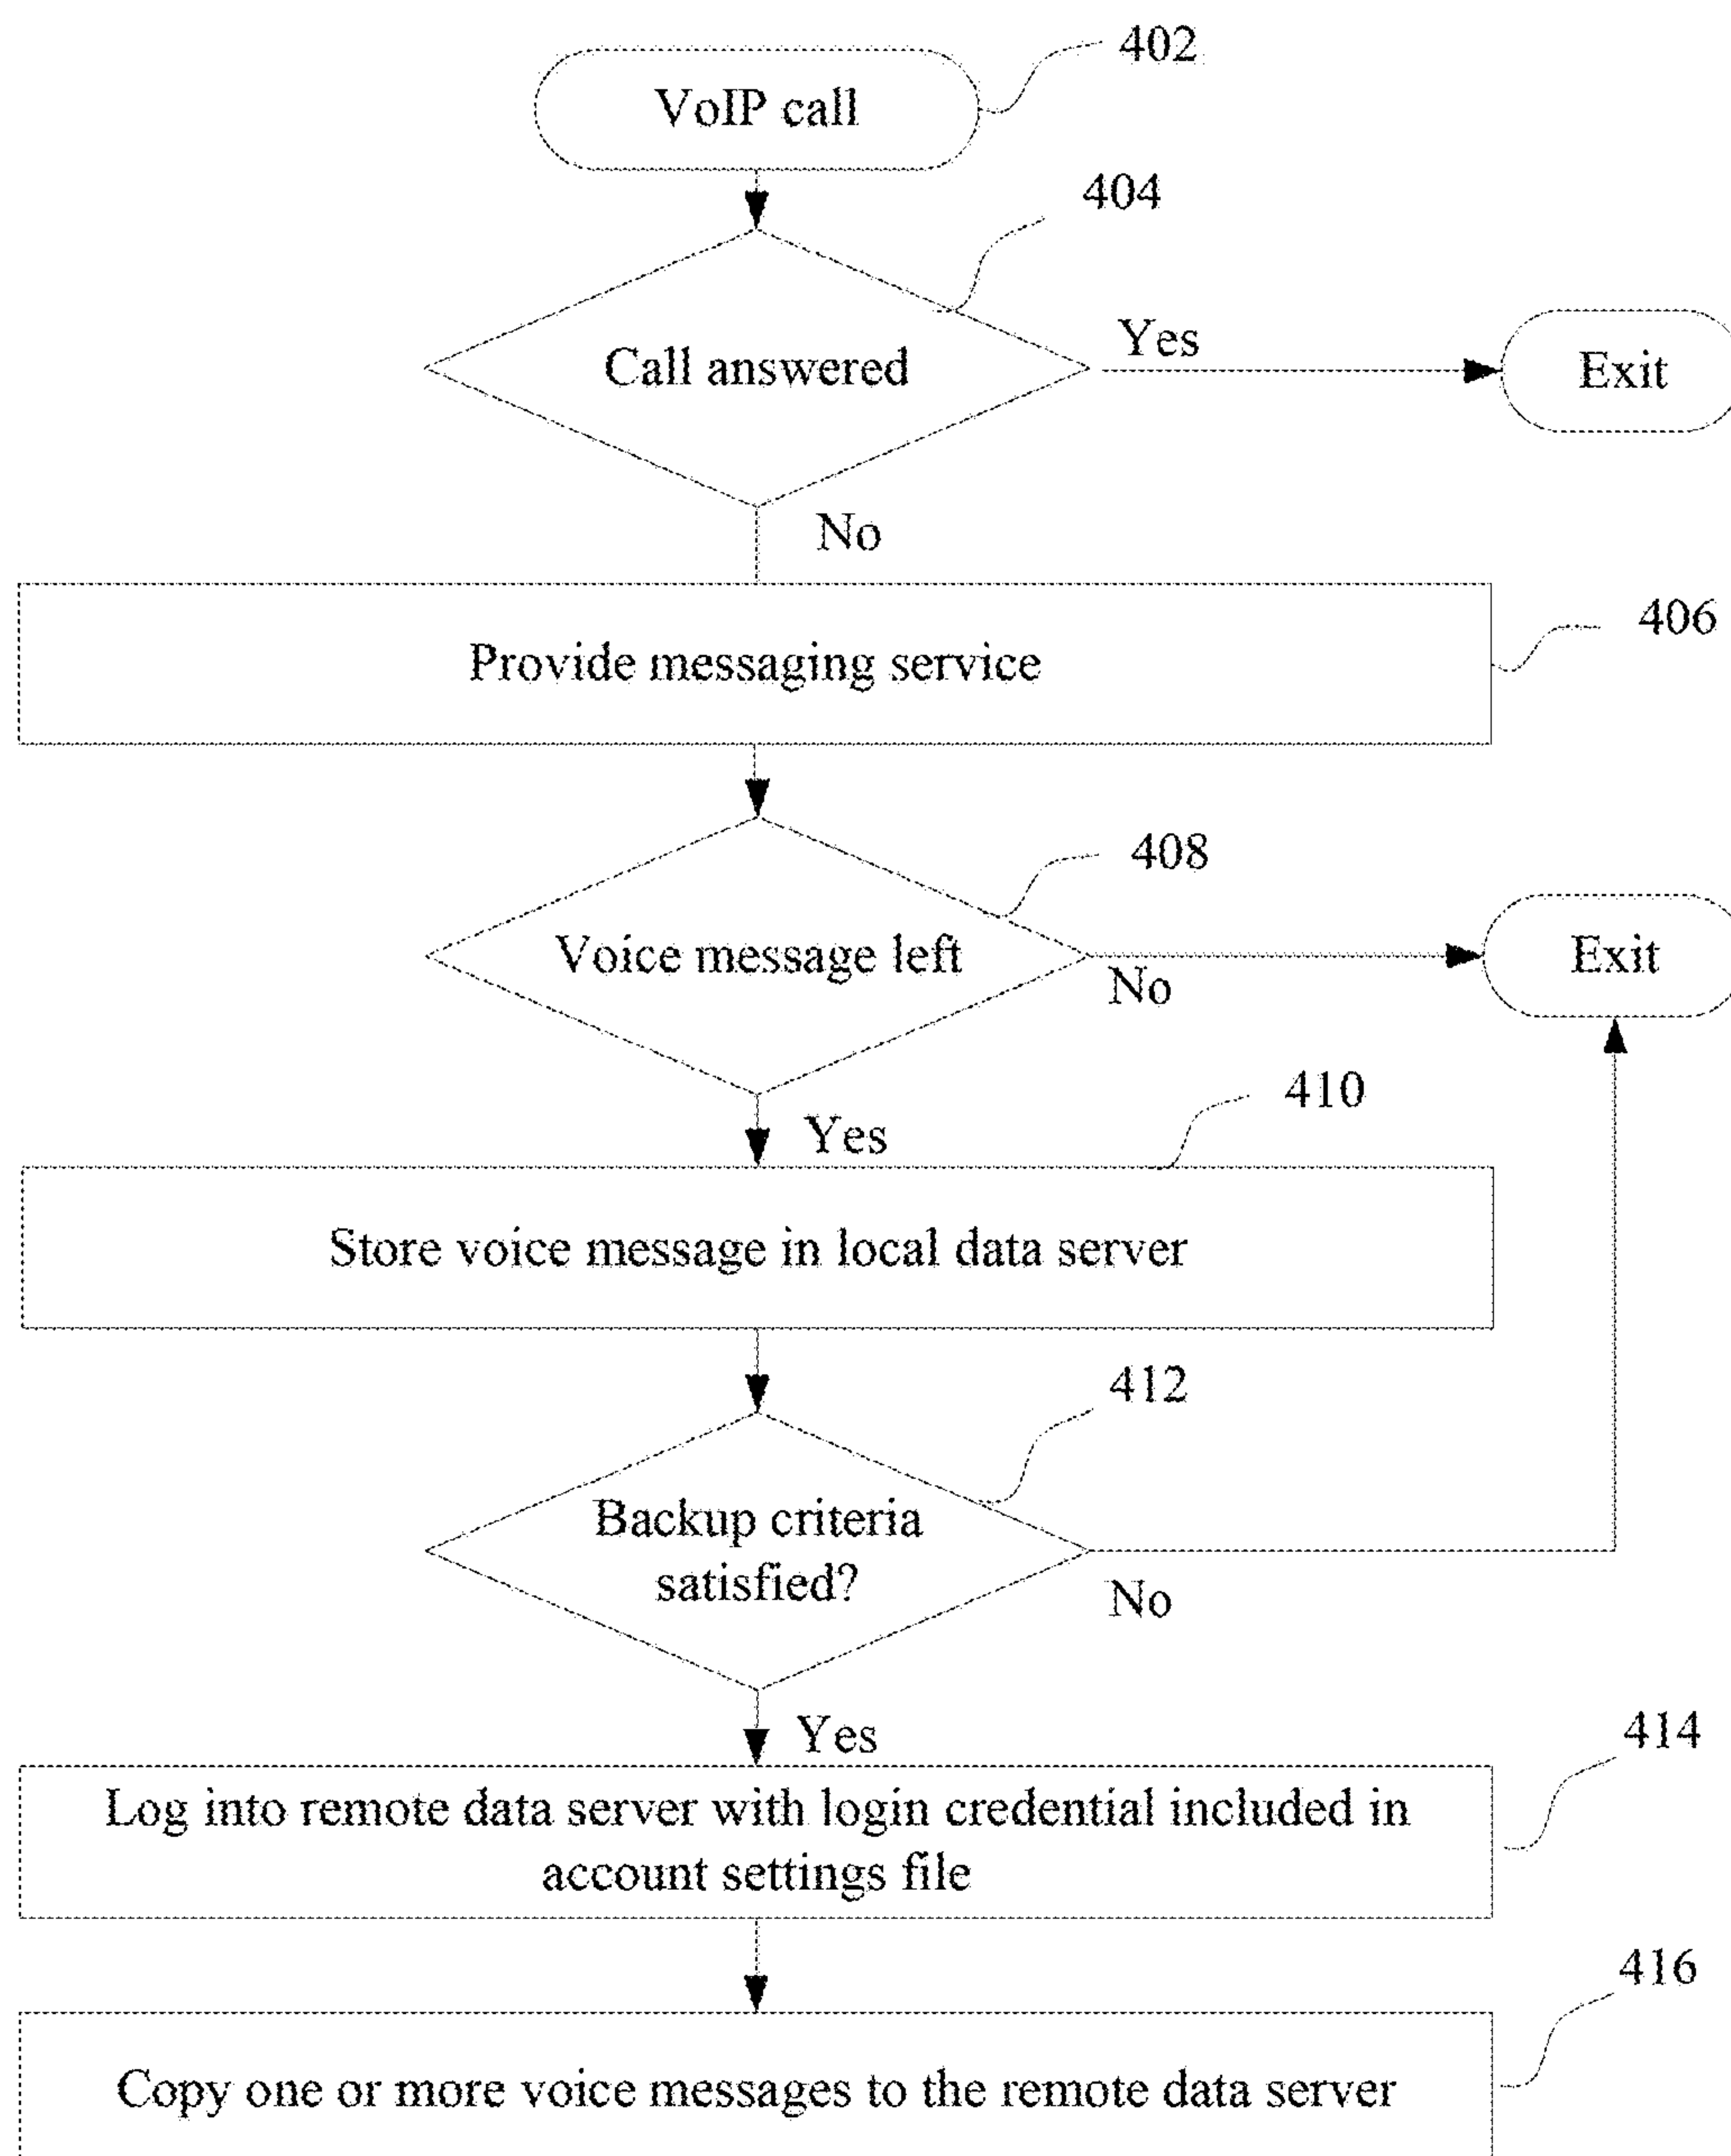 402
VoIP call
404
Call answered
Yes
Exit
No
406
Provide messaging service
408
Voice message left
No
Exit
410
Yes
Store voice message in local data server
412
Backup criteria
satisfied?
No
414
Yes
Log into remote data server with login credential included in
account settings file
416
Copy one or more voice messages to the remote data server